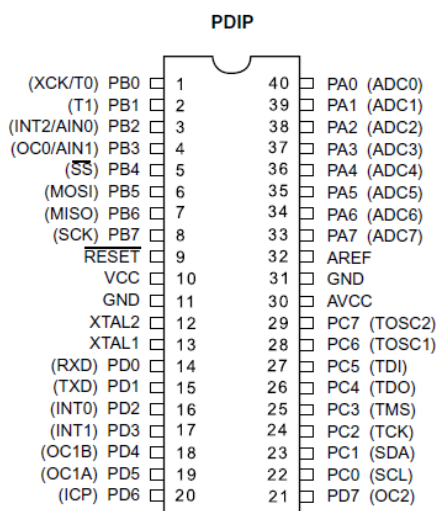 PDIP
(XCK/T0) PB0 1 40 PA0 (ADC0)
(T1) PB1 2 39 PA1 (ADC1)
(INT2/AIN0) PB2 3 38 PA2 (ADC2)
(OC0/AIN1) PB3 4 37 PA3 (ADC3)
(SS) PB4 5 36 PA4 (ADC4)
(MOSI) PB5 6 35 PA5 (ADC5)
(MISO) PB6 7 34 PA6 (ADC6)
(SCK) PB7 8 33 PA7 (ADC7)
RESET 9 32 AREF
VCC 10 31 GND
GND 11 30 AVCC
XTAL2 12 29 PC7 (TOSC2)
XTAL1 13 28 PC6 (TOSC1)
(RXD) PD0 14 27 PC5 (TDI)
(TXD) PD1 15 26 PC4 (TDO)
(INT0) PD2 16 25 PC3 (TMS)
(INT1) PD3 17 24 PC2 (TCK)
(OC1B) PD4 18 23 PC1 (SDA)
(OC1A) PD5 19 22 PC0 (SCL)
(ICP) PD6 20 21 PD7 (OC2)